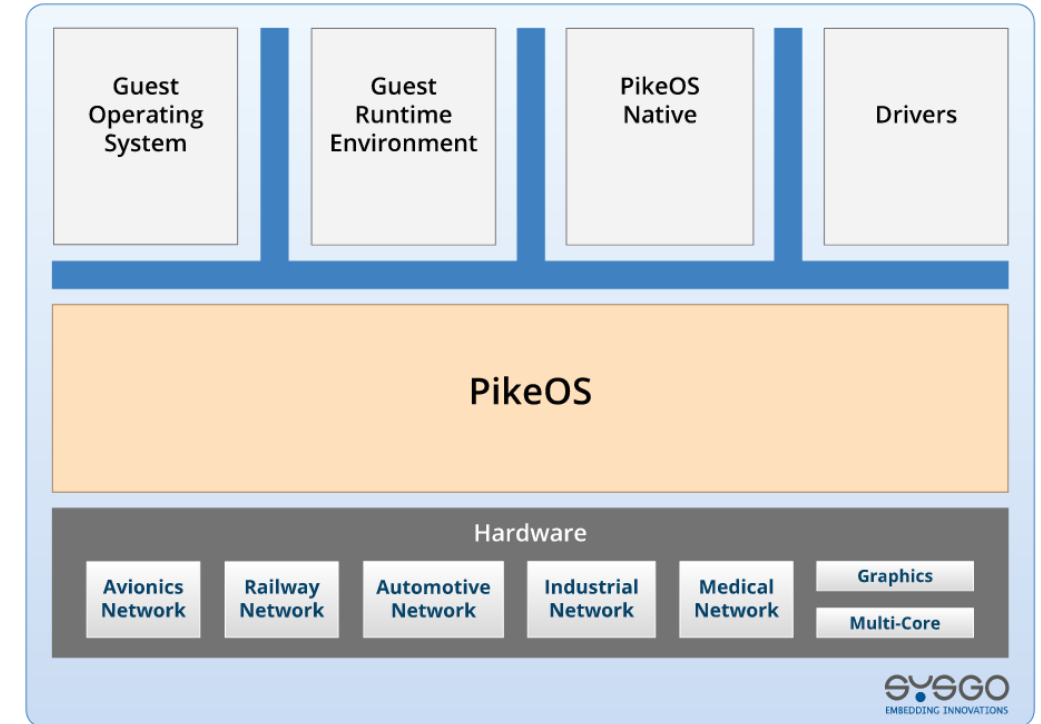 Guest
Operating
System
Guest
Runtime
Environment
PikeOS
Native
Drivers
PikeOS
Hardware
Avionics
Network
Railway
Network
Automotive
Network
Industrial
Network
Medical
Network
Graphics
Multi-Core
SYSGO
EMBEDDING INNOVATIONS